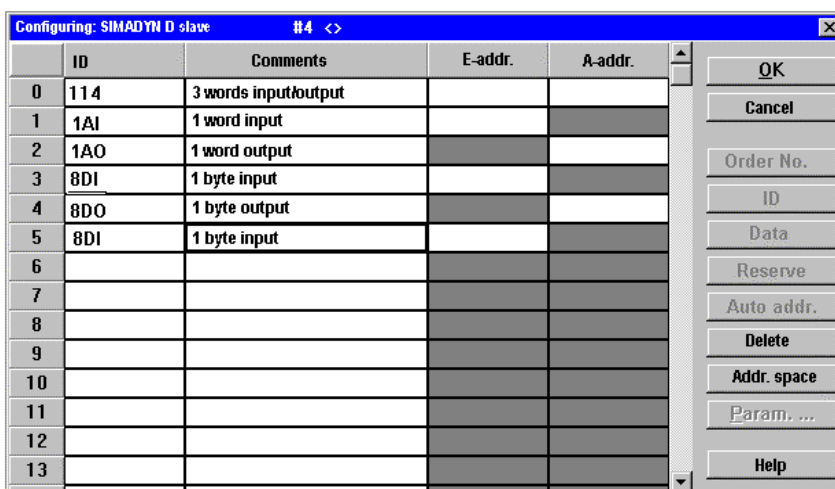 Configuring: SIMADYN D slave #4 <>
ID Comments E-addr. A-addr.
0 114 3 words input/output
1 1AI 1 word input
2 1AO 1 word output
3 8DI 1 byte input
4 8DO 1 byte output
5 8DI 1 byte input
6
7
8
9
10
11
12
13
OK
Cancel
Order No.
ID
Data
Reserve
Auto addr.
Delete
Addr. space
Param. ...
Help